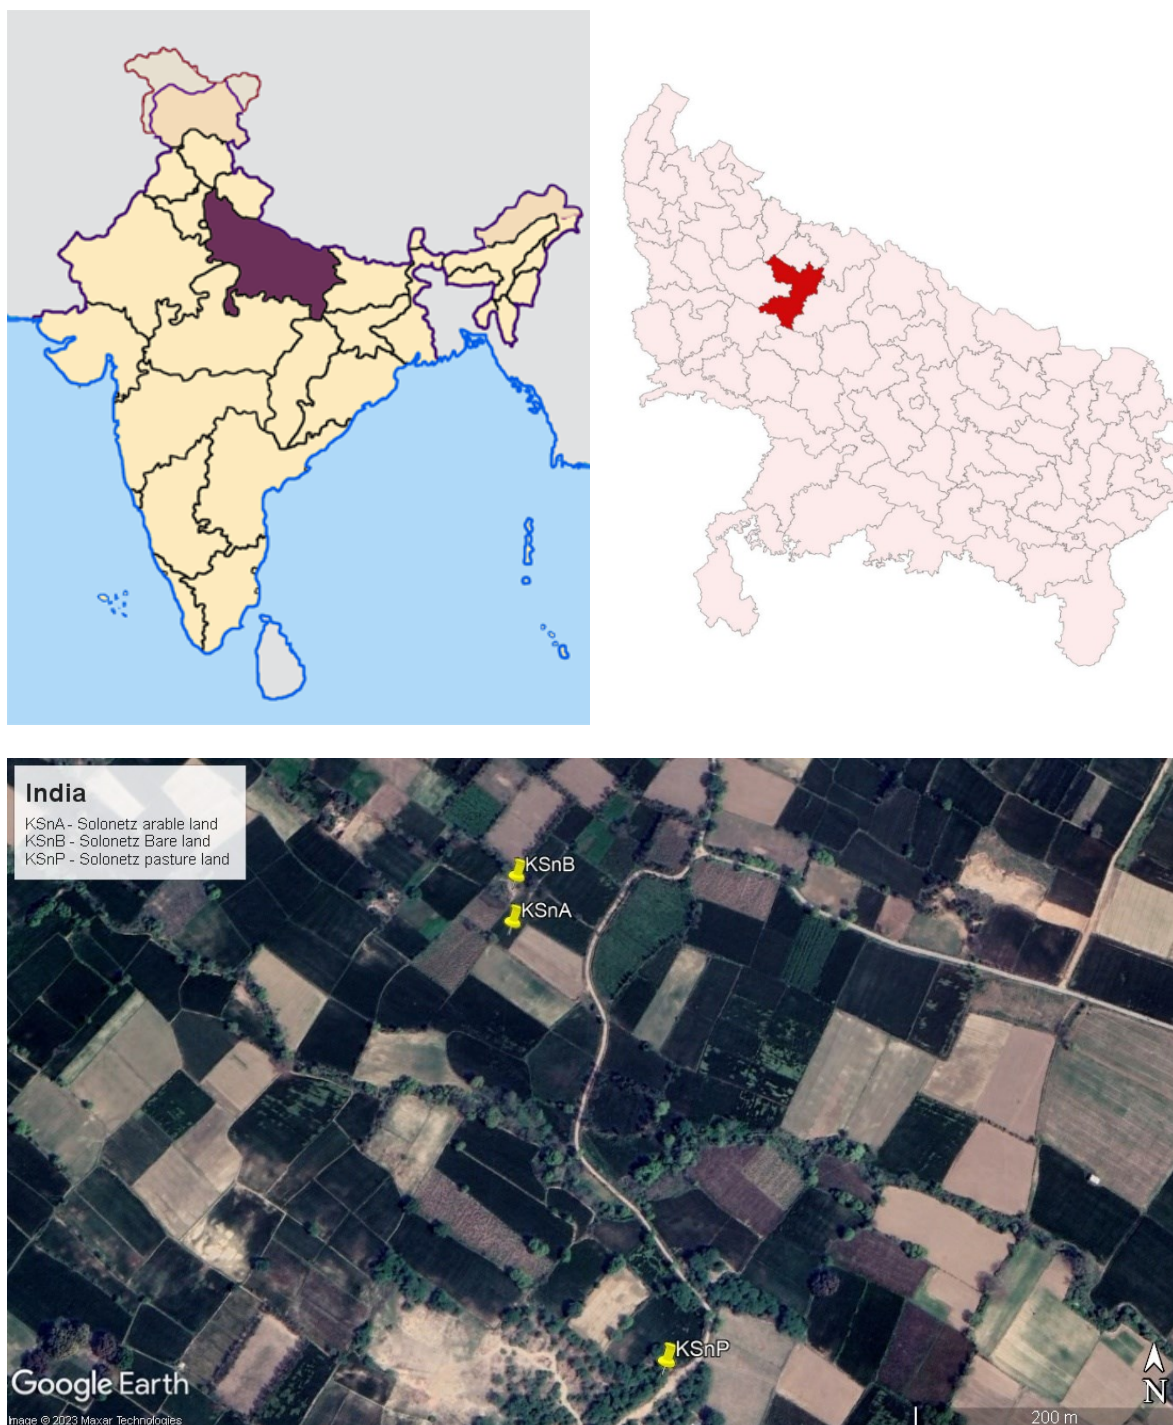 India
KSnA - Solonetz arable land
KSnB - Solonetz Bare land
KSnP - Solonetz pasture land
KSnB
KSnA
KSnP
Google Earth
Image © 2023 Maxar Technologies
200 m
N